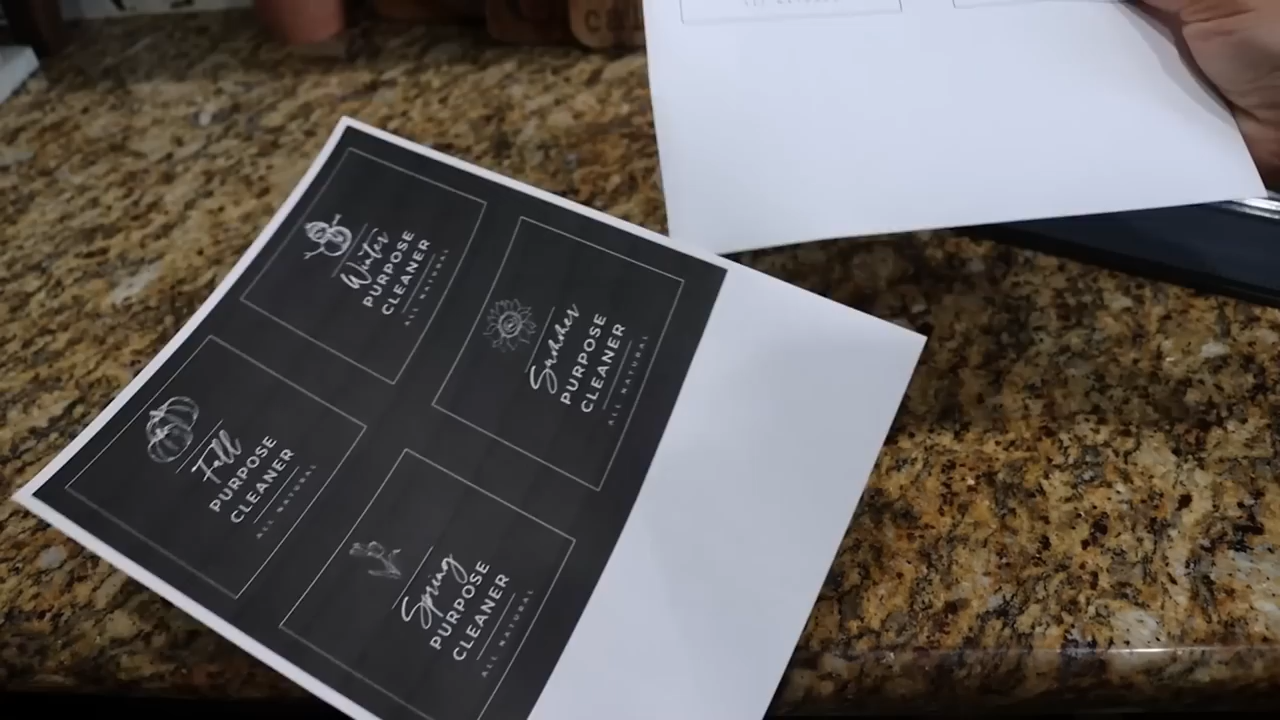 Winter
PURPOSE
CLEANER
ALL NATURAL
Summer
PURPOSE
CLEANER
ALL NATURAL
Fall
PURPOSE
CLEANER
ALL NATURAL
Spring
PURPOSE
CLEANER
ALL NATURAL